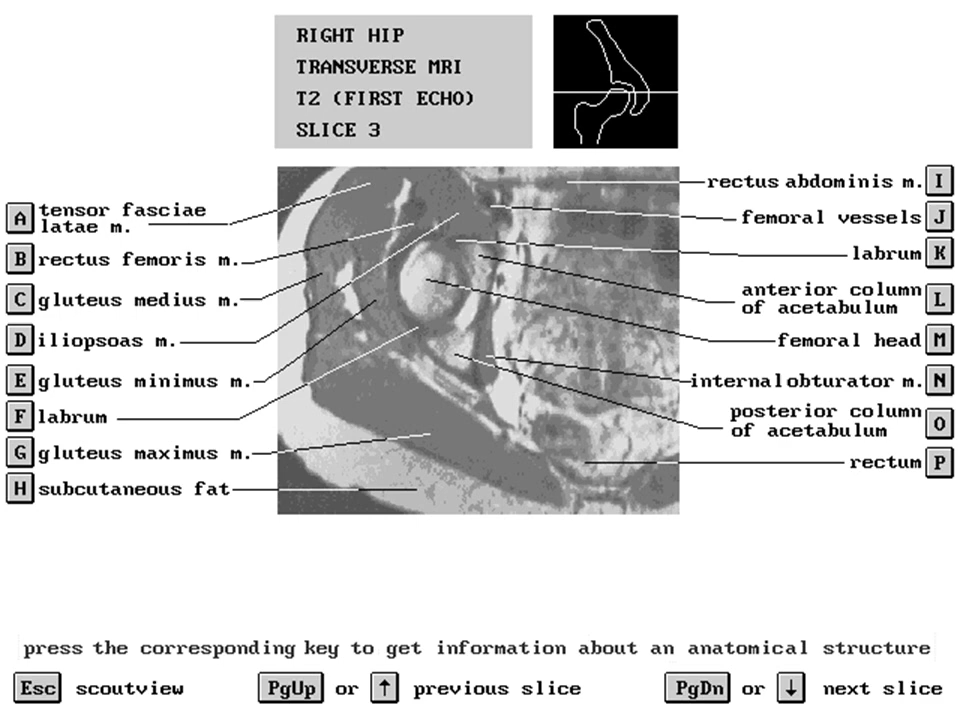 RIGHT HIP
TRANSVERSE MRI
T2 (FIRST ECHO)
SLICE 3
A tensor fasciae
latae m.
B rectus femoris m.
C gluteus medius m.
D iliopsoas m.
E gluteus minimus m.
F labrum
G gluteus maximus m.
H subcutaneous fat
rectus abdominis m. I
femoral vessels J
labrum K
anterior column
of acetabulum L
femoral head M
internal obturator m. N
posterior column
of acetabulum O
rectum P
press the corresponding key to get information about an anatomical structure
Esc scoutview PgUp or ↑ previous slice PgDn or ↓ next slice